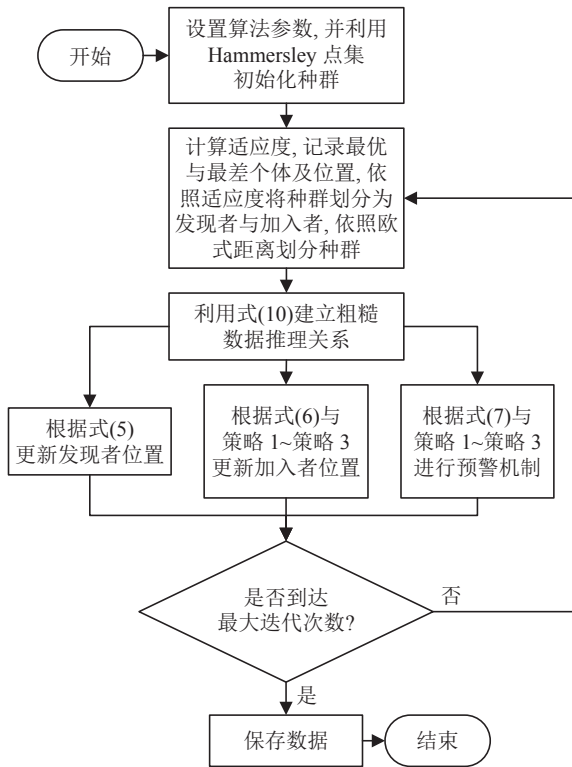 开始
设置算法参数, 并利用
Hammersley 点集
初始化种群
计算适应度, 记录最优
与最差个体及位置, 依
照适应度将种群划分为
发现者与加入者, 依照欧
式距离划分种群
利用式(10)建立粗糙
数据推理关系
根据式(5)
更新发现者位置
根据式(6)与
策略 1~策略 3
更新加入者位置
根据式(7)与
策略 1~策略 3
进行预警机制
是否到达
最大迭代次数?
否
是
保存数据
结束